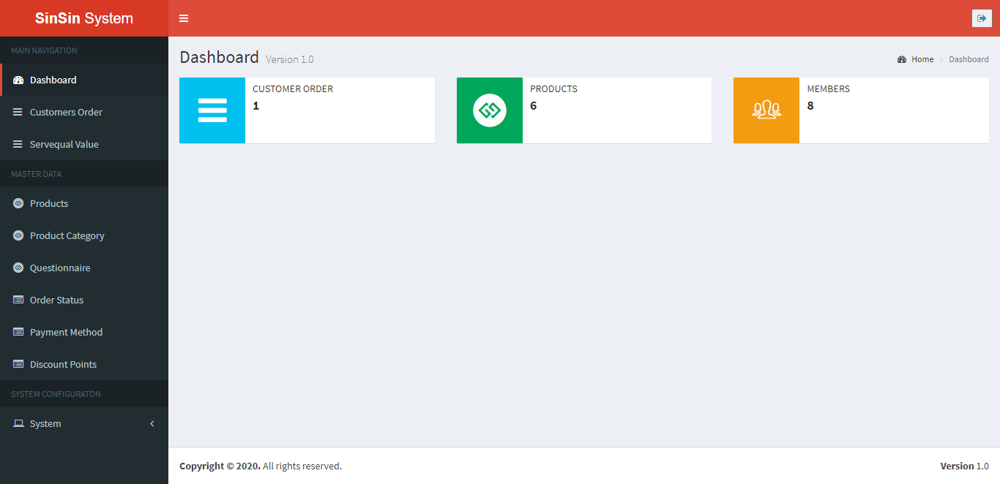 SinSin System
MAIN NAVIGATION
Dashboard
Customers Order
Servequal Value
MASTER DATA
Products
Product Category
Questionnaire
Order Status
Payment Method
Discount Points
SYSTEM CONFIGURATON
System
Dashboard Version 1.0
Home > Dashboard
CUSTOMER ORDER
1
PRODUCTS
6
MEMBERS
8
Copyright © 2020. All rights reserved.
Version 1.0